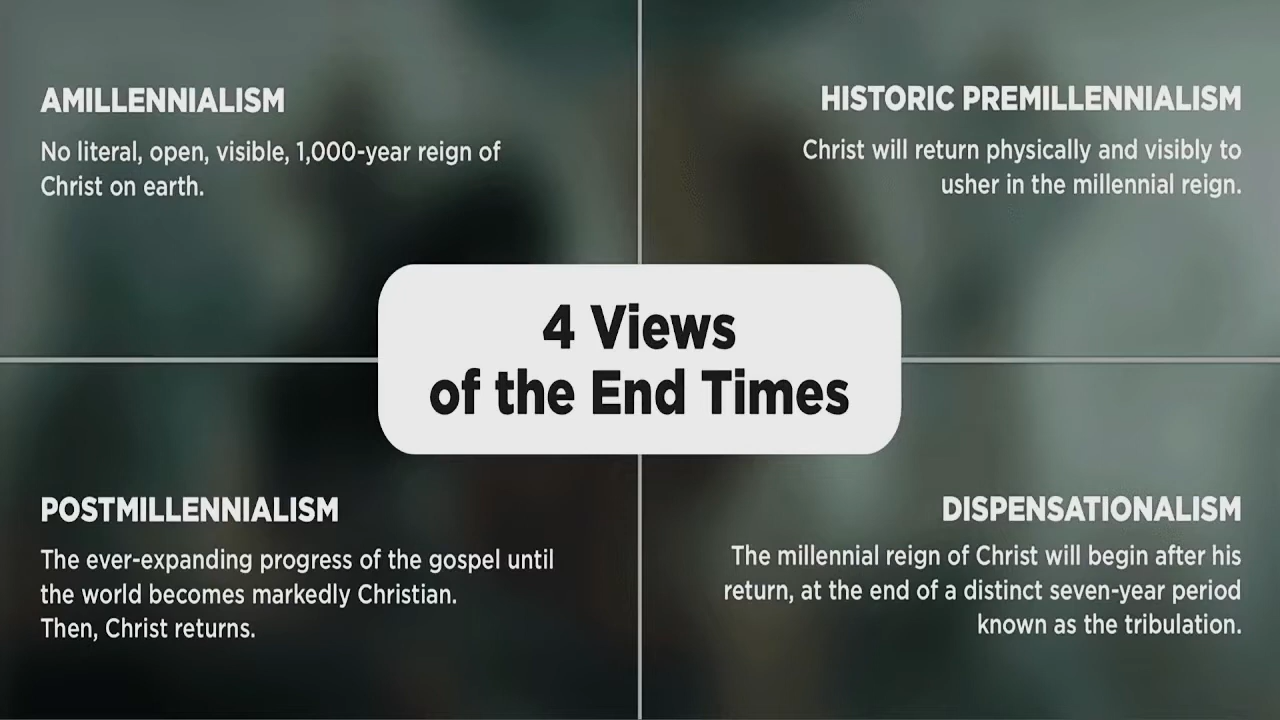 AMILLENNIALISM
No literal, open, visible, 1,000-year reign of
Christ on earth.
HISTORIC PREMILLENNIALISM
Christ will return physically and visibly to
usher in the millennial reign.
4 Views
of the End Times
POSTMILLENNIALISM
The ever-expanding progress of the gospel until
the world becomes markedly Christian.
Then, Christ returns.
DISPENSATIONALISM
The millennial reign of Christ will begin after his
return, at the end of a distinct seven-year period
known as the tribulation.